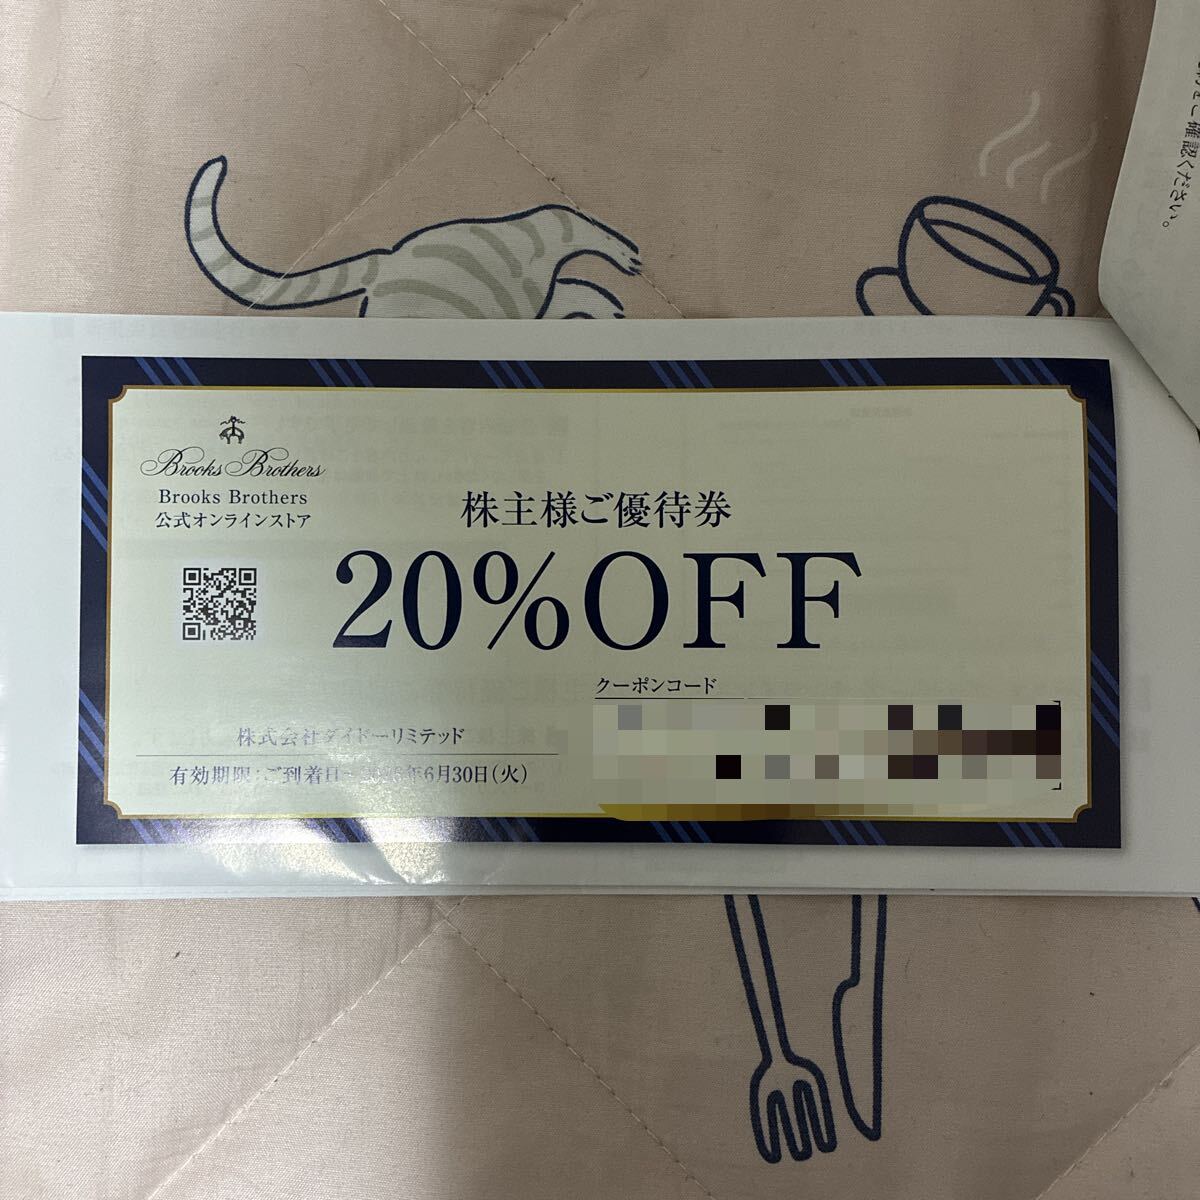 確認ください。
Brooks Brothers
Brooks Brothers
公式オンラインストア
株主様ご優待券
20%OFF
クーポンコード
株式会社ダイドーリミテッド
有効期限：ご到着日～2026年6月30日（火）